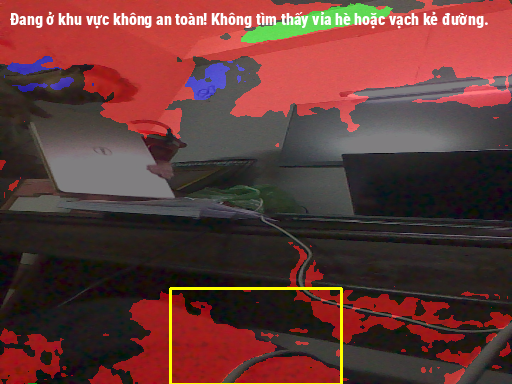 Đang ở khu vực không an toàn! Không tìm thấy vỉa hè hoặc vạch kẻ đường.